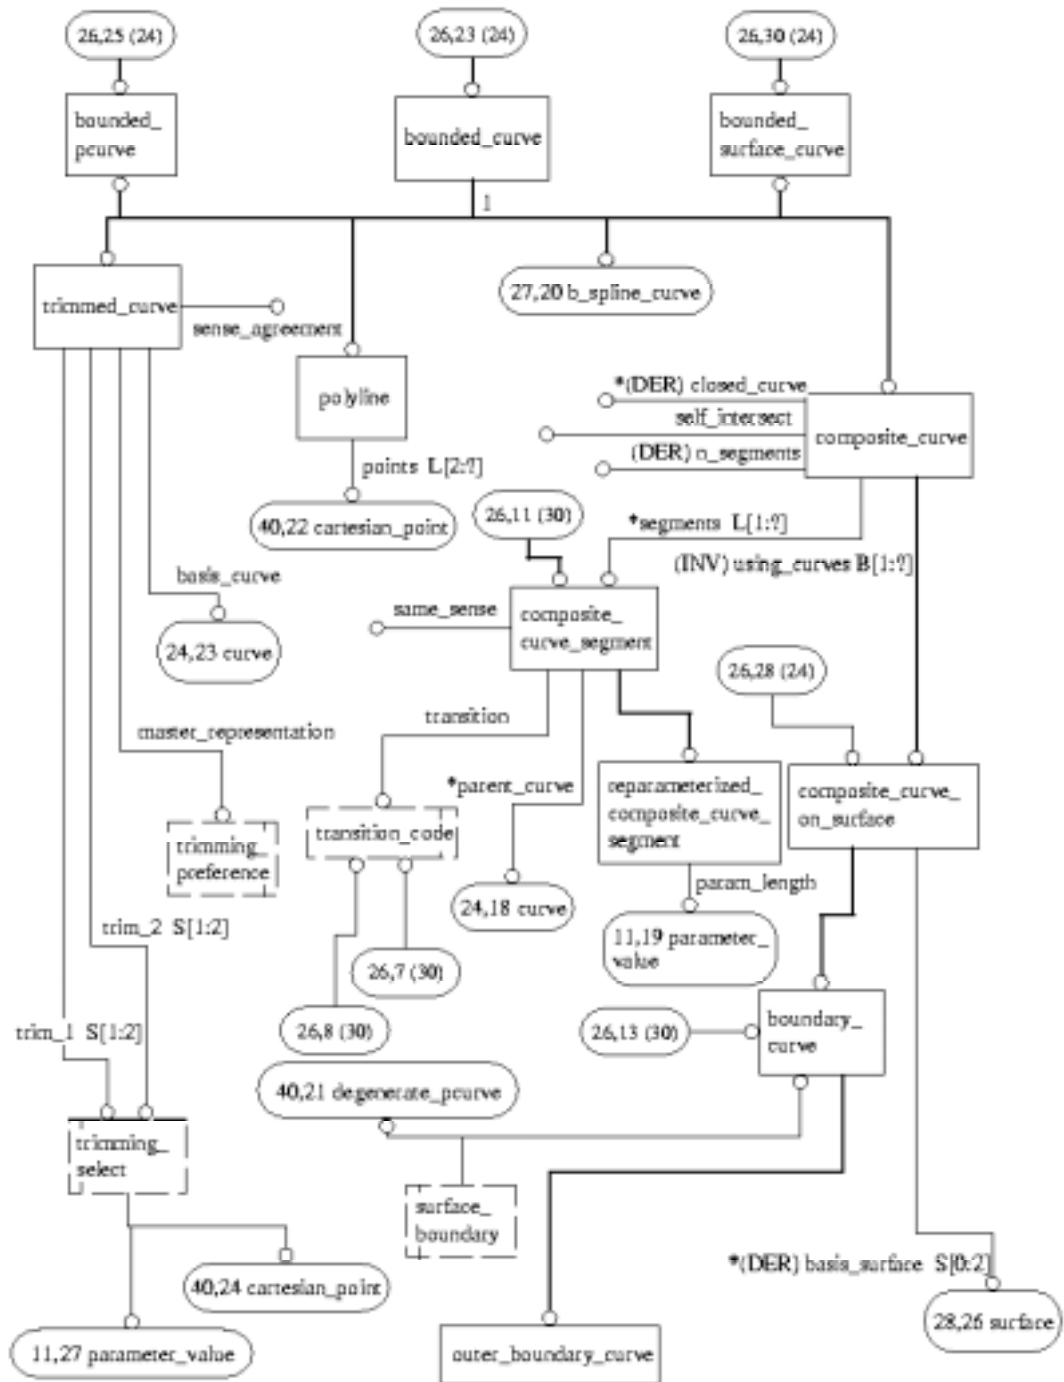 26,25 (24)
26,23 (24)
26,30 (24)
bounded_
pcurve
bounded_curve
bounded_
surface_curve
1
trimmed_curve
sense_agreement
27,20 b_spline_curve
polyline
*(DER) closed_curve
self_intersect
(DER) n_segments
composite_curve
points L[2:?]
40,22 cartesian_point
26,11 (30)
*segments L[1:?]
(INV) using_curves B[1:?]
basis_curve
24,23 curve
same_sense
composite_
curve_segment
26,28 (24)
transition
master_representation
*parent_curve
trimming_
preference
transition_code
reparameterized_
composite_curve_
segment
composite_curve_
on_surface
24,18 curve
param_length
11,19 parameter_
value
trim_2 S[1:2]
26,7 (30)
26,8 (30)
trim_1 S[1:2]
26,13 (30)
boundary_
curve
40,21 degenerate_pcurve
trimming_
select
surface_
boundary
40,24 cartesian_point
*(DER) basis_surface S[0:2]
28,26 surface
11,27 parameter_value
outer_boundary_curve